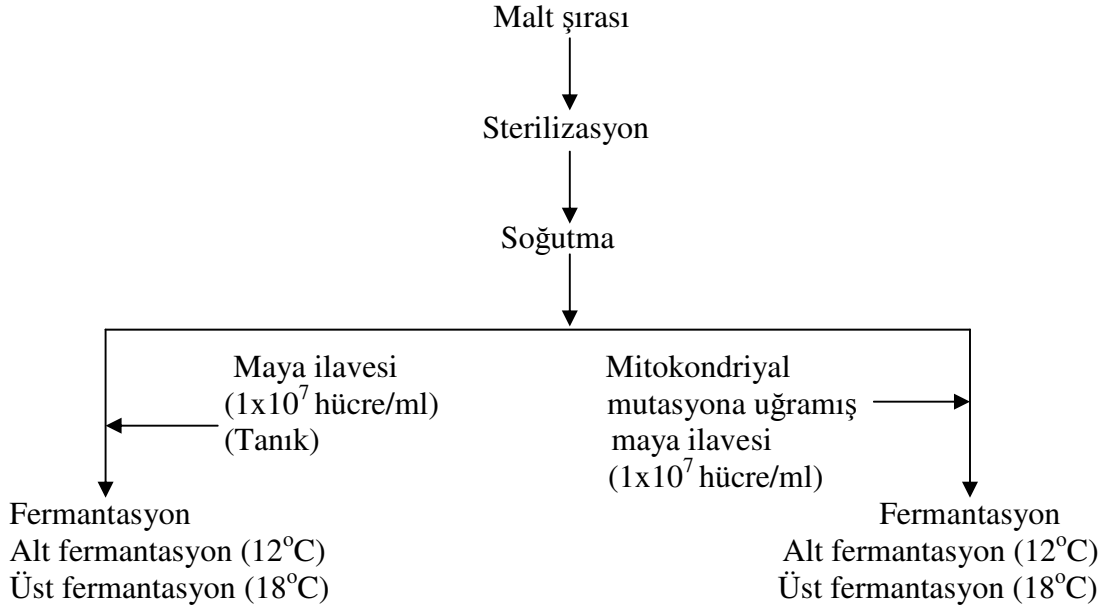 Malt şırası
Sterilizasyon
Soğutma
Maya ilavesi
(1x10⁷ hücre/ml)
(Tanık)
Mitokondriyal
mutasyona uğramış
maya ilavesi
(1x10⁷ hücre/ml)
Fermantasyon
Alt fermantasyon (12°C)
Üst fermantasyon (18°C)
Fermantasyon
Alt fermantasyon (12°C)
Üst fermantasyon (18°C)